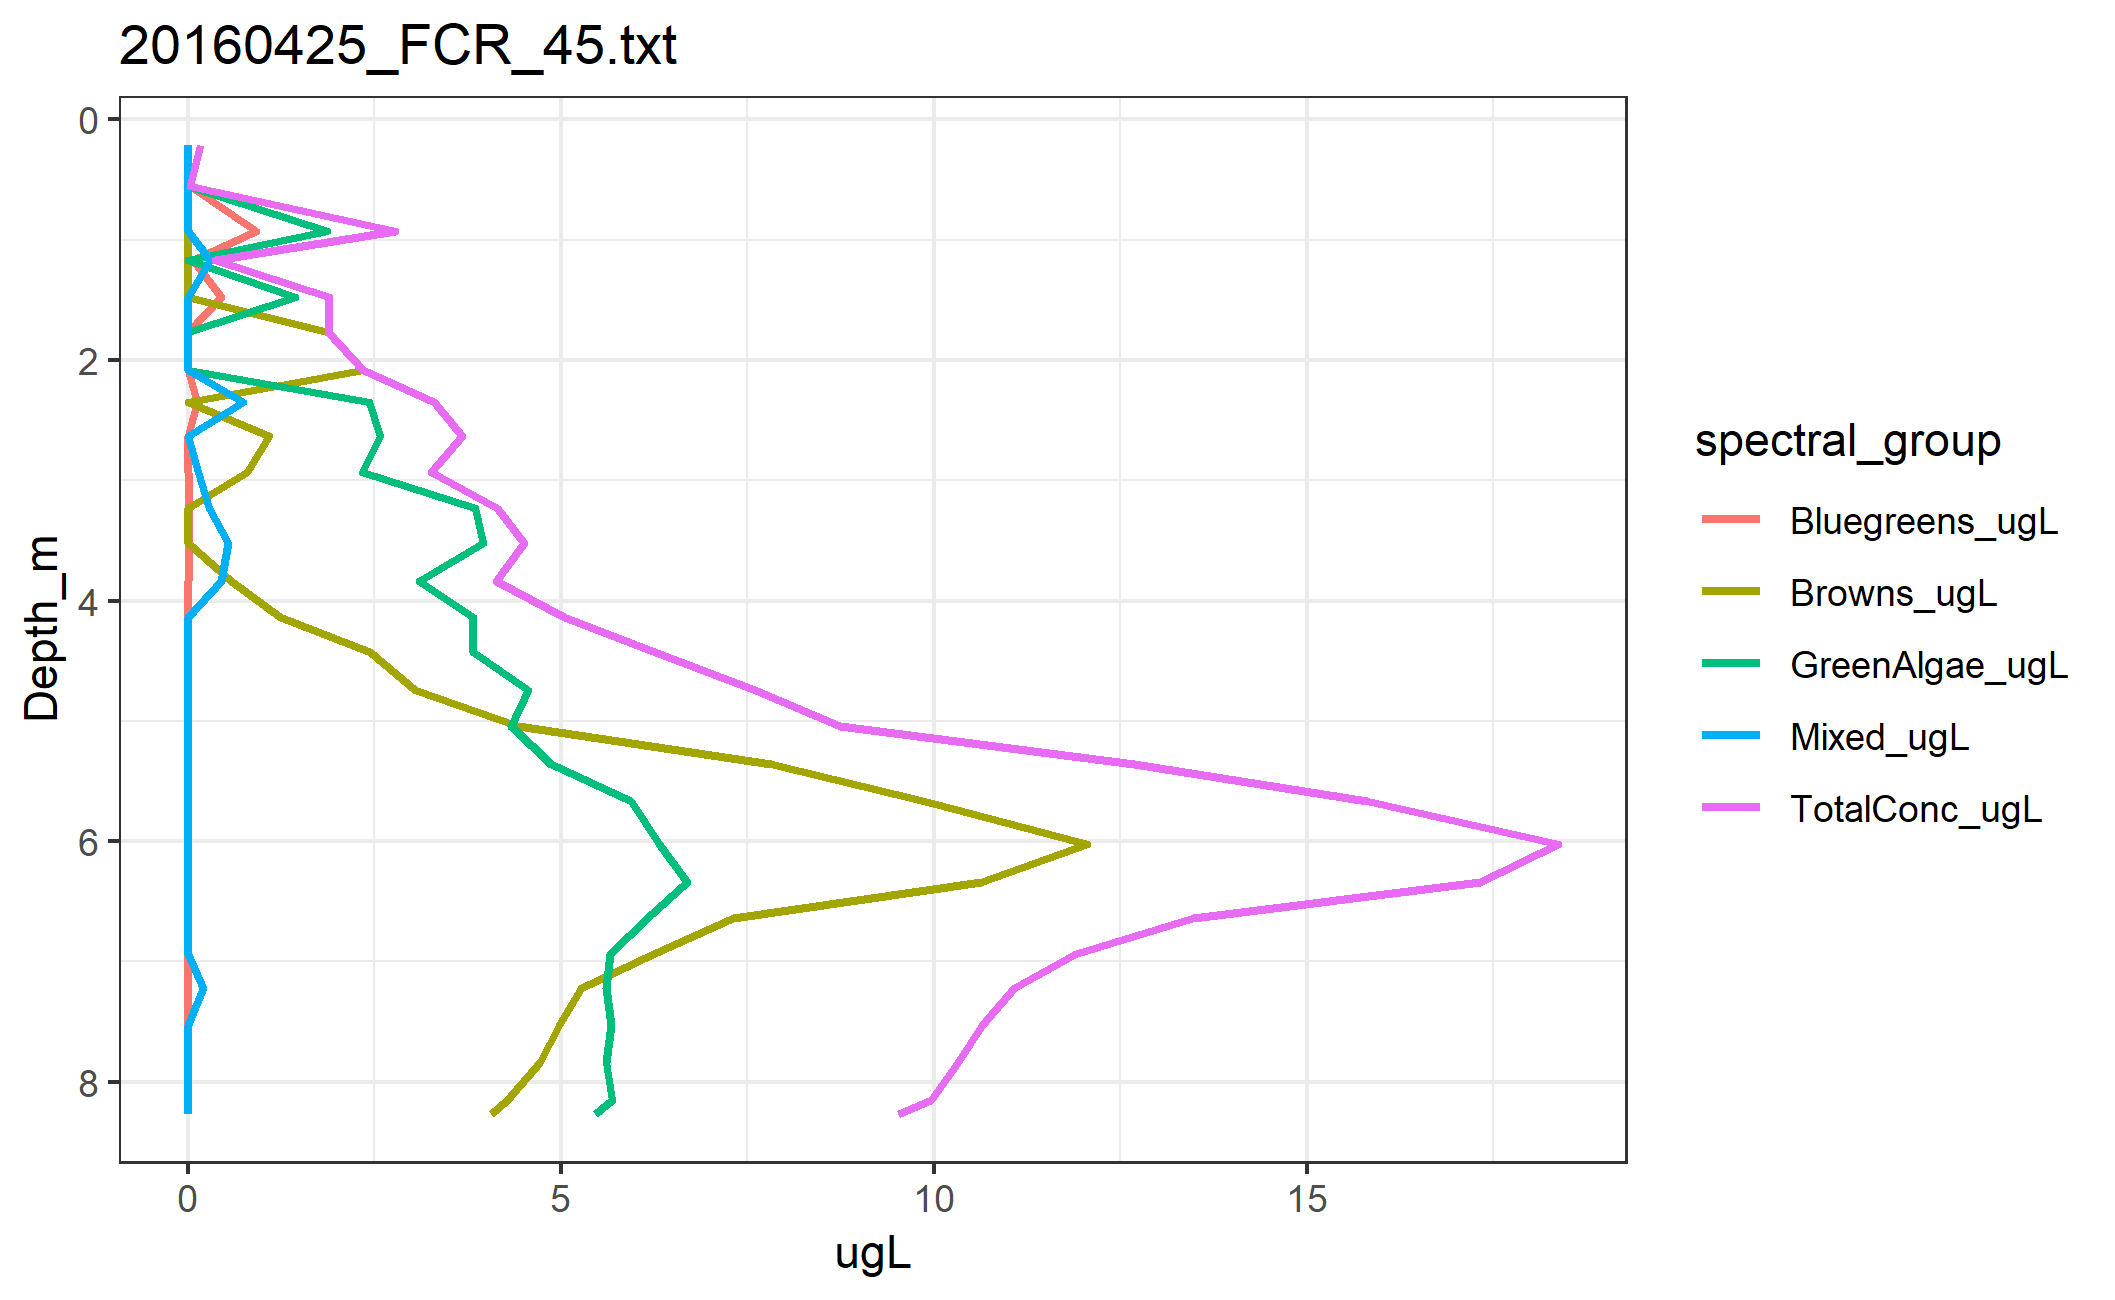 20160425_FCR_45.txt
0
2
4
6
8
Depth_m
0 5 10 15
ugL
spectral_group
Bluegreens_ugL
Browns_ugL
GreenAlgae_ugL
Mixed_ugL
TotalConc_ugL